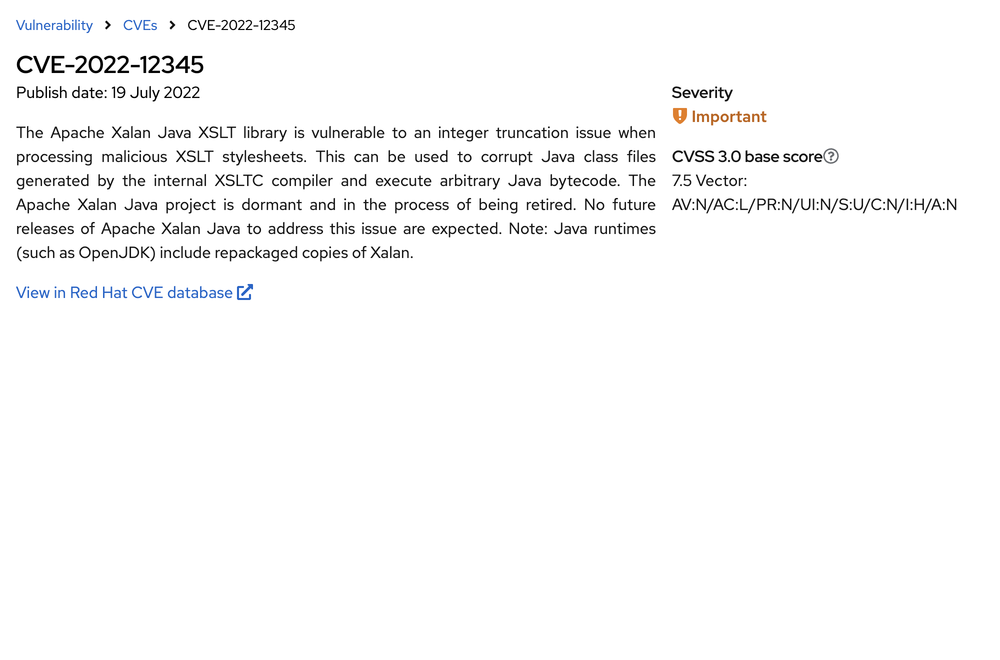 Vulnerability > CVEs > CVE-2022-12345
CVE-2022-12345
Publish date: 19 July 2022
The Apache Xalan Java XSLT library is vulnerable to an integer truncation issue when
processing malicious XSLT stylesheets. This can be used to corrupt Java class files
generated by the internal XSLTC compiler and execute arbitrary Java bytecode. The
Apache Xalan Java project is dormant and in the process of being retired. No future
releases of Apache Xalan Java to address this issue are expected. Note: Java runtimes
(such as OpenJDK) include repackaged copies of Xalan.
View in Red Hat CVE database
Severity
Important
CVSS 3.0 base score
7.5 Vector:
AV:N/AC:L/PR:N/UI:N/S:U/C:N/I:H/A:N